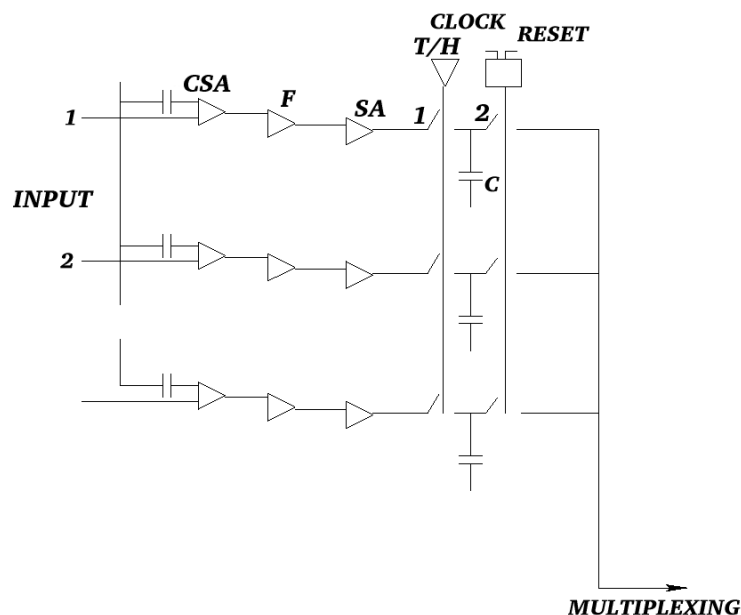 CLOCK
T/H
RESET
CSA
F
SA
1
2
1
C
INPUT
2
MULTIPLEXING